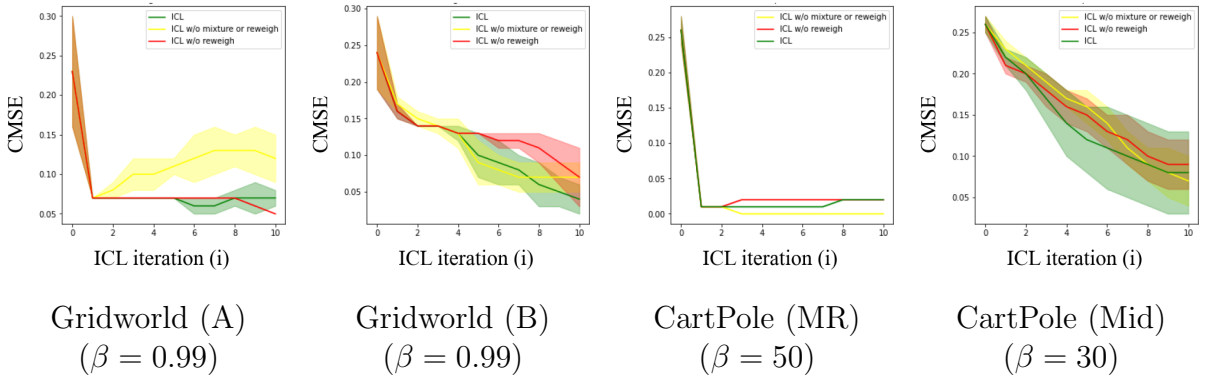 CMSE
0.30
0.25
0.20
0.15
0.10
0.05
ICL
ICL w/o mixture or reweigh
ICL w/o reweigh
0 2 4 6 8 10
ICL iteration (i)
Gridworld (A)
(β = 0.99)
CMSE
0.30
0.25
0.20
0.15
0.10
0.05
ICL
ICL w/o mixture or reweigh
ICL w/o reweigh
0 2 4 6 8 10
ICL iteration (i)
Gridworld (B)
(β = 0.99)
CMSE
0.25
0.20
0.15
0.10
0.05
0.00
ICL w/o mixture or reweigh
ICL w/o reweigh
ICL
0 2 4 6 8 10
ICL iteration (i)
CartPole (MR)
(β = 50)
CMSE
0.25
0.20
0.15
0.10
0.05
ICL w/o mixture or reweigh
ICL w/o reweigh
ICL
0 2 4 6 8 10
ICL iteration (i)
CartPole (Mid)
(β = 30)